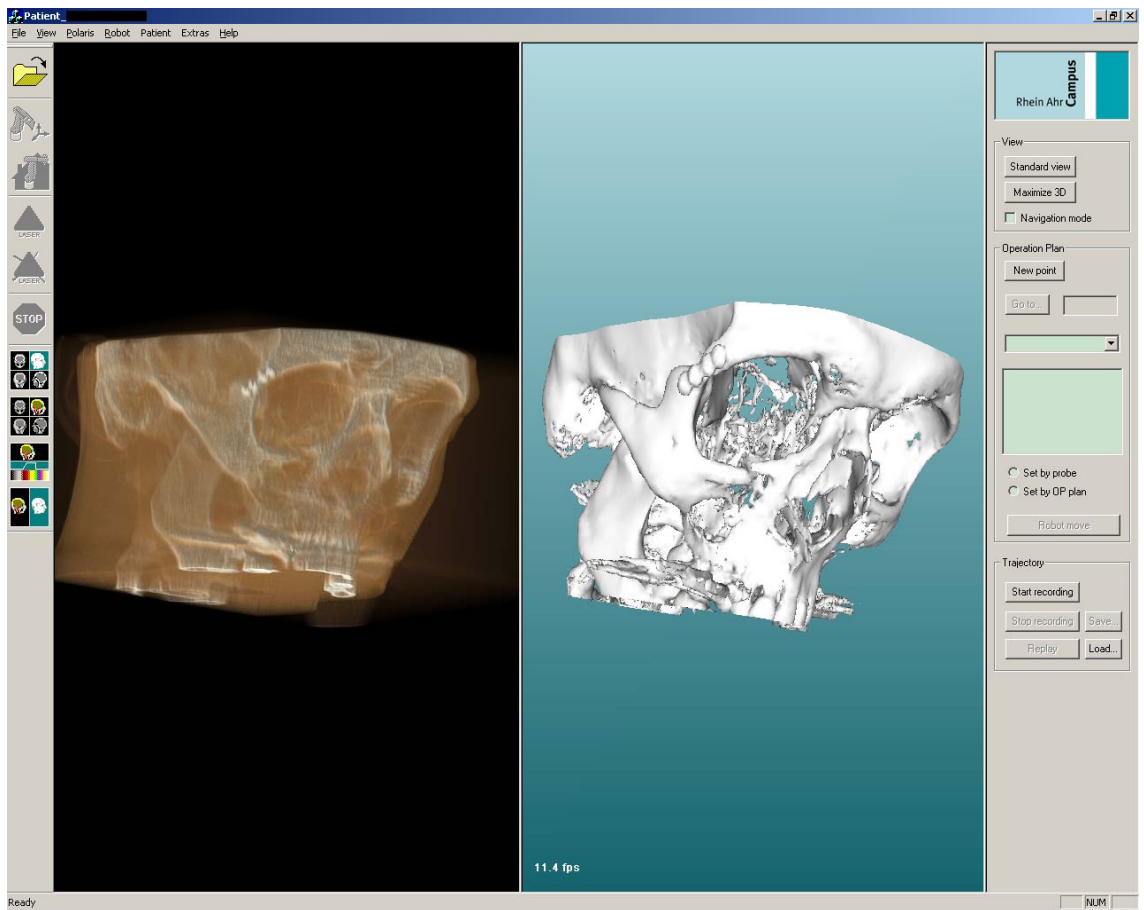 Patient_
File View Polaris Robot Patient Extras Help
Rhein Ahr Campus
View
Standard view
Maximize 3D
Navigation mode
Operation Plan
New point
Go to...
Set by probe
Set by OP plan
Robot move
Trajectory
Start recording
Stop recording Save...
Replay Load...
LASER
LASER
STOP
11.4 fps
Ready NUM